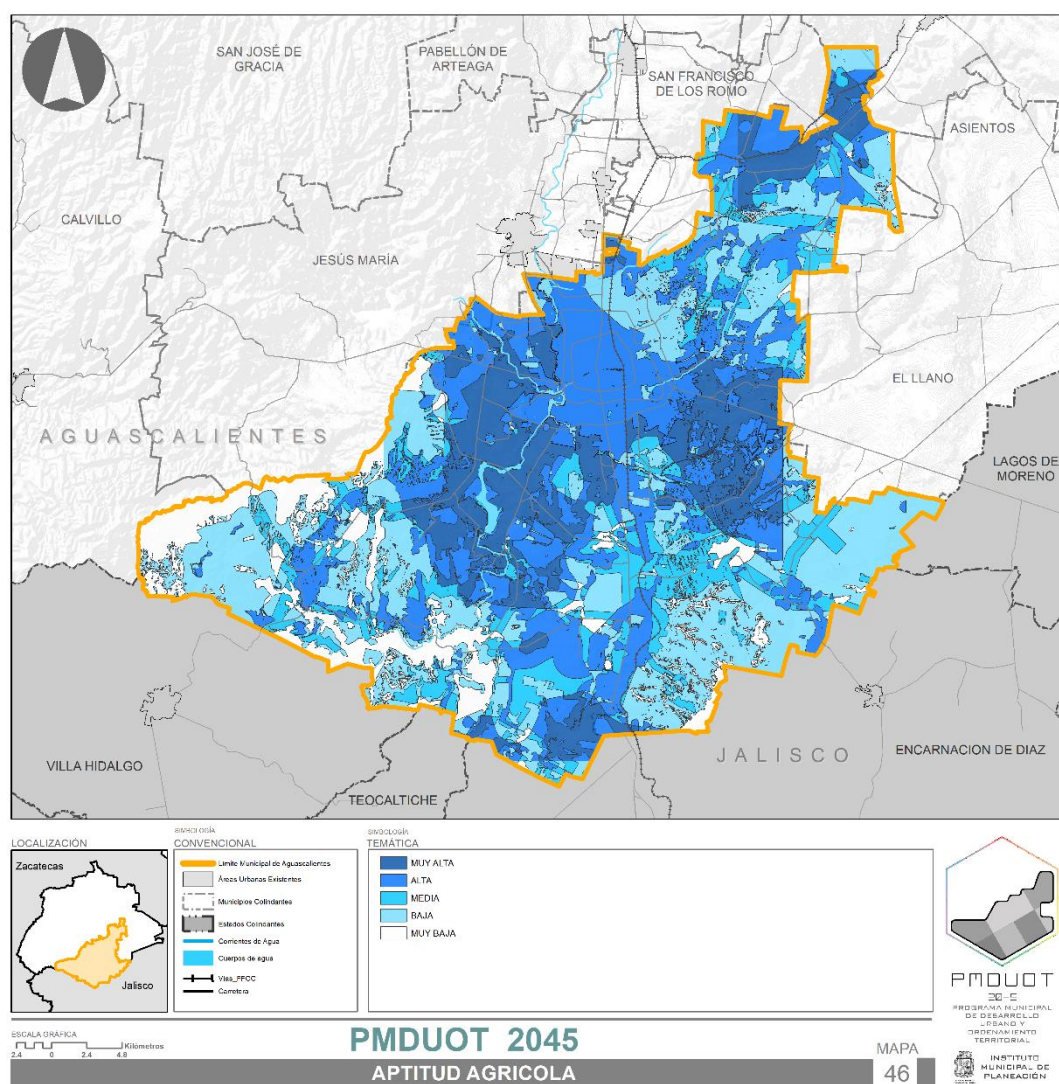 SAN JOSÉ DE
GRACIA
PABELLÓN DE
ARTEAGA
SAN FRANCISCO
DE LOS ROMO
ASIENTOS
CALVILLO
JESÚS MARÍA
EL LLANO
AGUASCALIENTES
LAGOS DE
MORENO
JALISCO
ENCARNACION DE DIAZ
VILLA HIDALGO
TEOCALTICHE
LOCALIZACIÓN
Zacatecas
Jalisco
SIMBOLOGÍA
CONVENCIONAL
Límite Municipal de Aguascalientes
Áreas Urbanas Existentes
Municipios Colindantes
Estados Colindantes
Corrientes de Agua
Cuerpos de agua
Vías_FFCC
Carretera
SIMBOLOGÍA
TEMÁTICA
MUY ALTA
ALTA
MEDIA
BAJA
MUY BAJA
PMDUOT
PROGRAMA MUNICIPAL
DE DESARROLLO
URBANO Y
ORDENAMIENTO
TERRITORIAL
INSTITUTO
MUNICIPAL DE
PLANEACIÓN
ESCALA GRÁFICA
2.4 0 2.4 4.8 Kilómetros
PMDUOT 2045
APTITUD AGRICOLA
MAPA
46